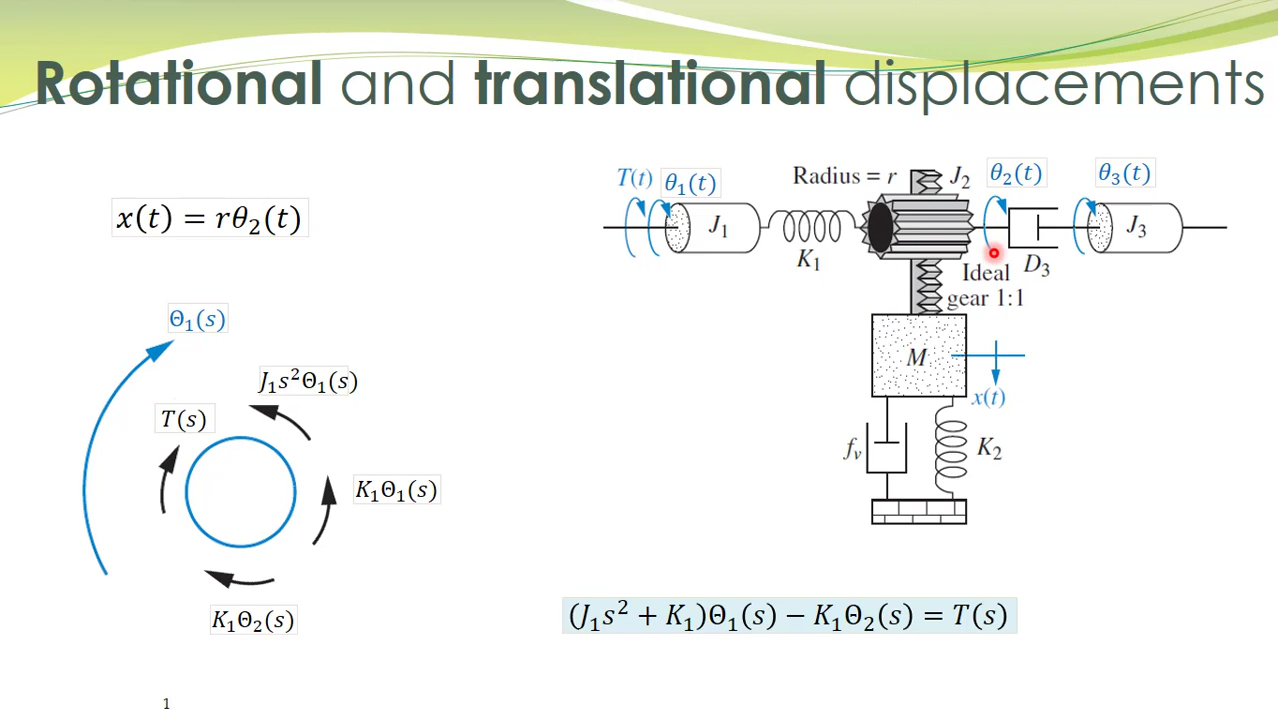 Rotational and translational displacements
x(t) = rθ₂(t)
T(t) θ₁(t)
Radius = r
J₂
θ₂(t)
θ₃(t)
J₁
K₁
J₃
D₃
Ideal
gear 1:1
M
x(t)
fᵥ
K₂
Θ₁(s)
J₁s²Θ₁(s)
T(s)
K₁Θ₁(s)
K₁Θ₂(s)
(J₁s² + K₁)Θ₁(s) − K₁Θ₂(s) = T(s)
1